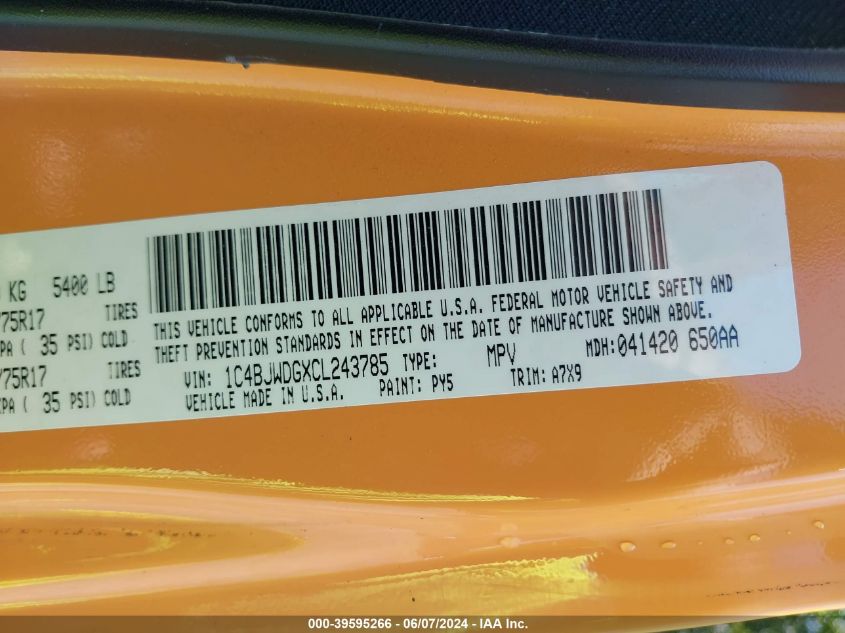 KG 5400 LB
75R17 TIRES
PA ( 35 PSI) COLD
75R17 TIRES
PA ( 35 PSI) COLD
THIS VEHICLE CONFORMS TO ALL APPLICABLE U.S.A. FEDERAL MOTOR VEHICLE SAFETY AND
THEFT PREVENTION STANDARDS IN EFFECT ON THE DATE OF MANUFACTURE SHOWN ABOVE.
VIN: 1C4BJWDGXCL243785 TYPE: MPV MDH: 041420 650AA
VEHICLE MADE IN U.S.A. PAINT: PY5 TRIM: A7X9
000-39595266 - 06/07/2024 - IAA Inc.